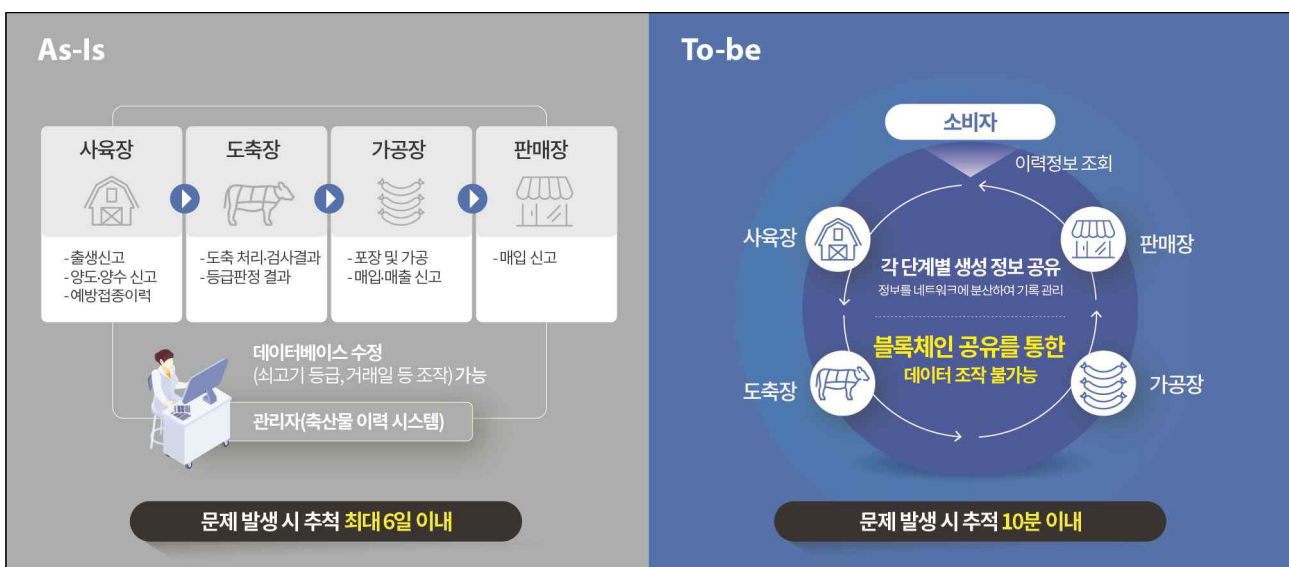 As-Is
사육장
도축장
가공장
판매장
-출생신고
-양도·양수 신고
-예방접종이력
-도축 처리·검사결과
-등급판정 결과
-포장 및 가공
-매입·매출 신고
-매입 신고
데이터베이스 수정
(쇠고기 등급, 거래일 등 조작) 가능
관리자(축산물 이력 시스템)
문제 발생 시 추척 최대 6일 이내
To-be
소비자
이력정보 조회
사육장
판매장
각 단계별 생성 정보 공유
정보를 네트워크에 분산하여 기록 관리
블록체인 공유를 통한
데이터 조작 불가능
도축장
가공장
문제 발생 시 추적 10분 이내